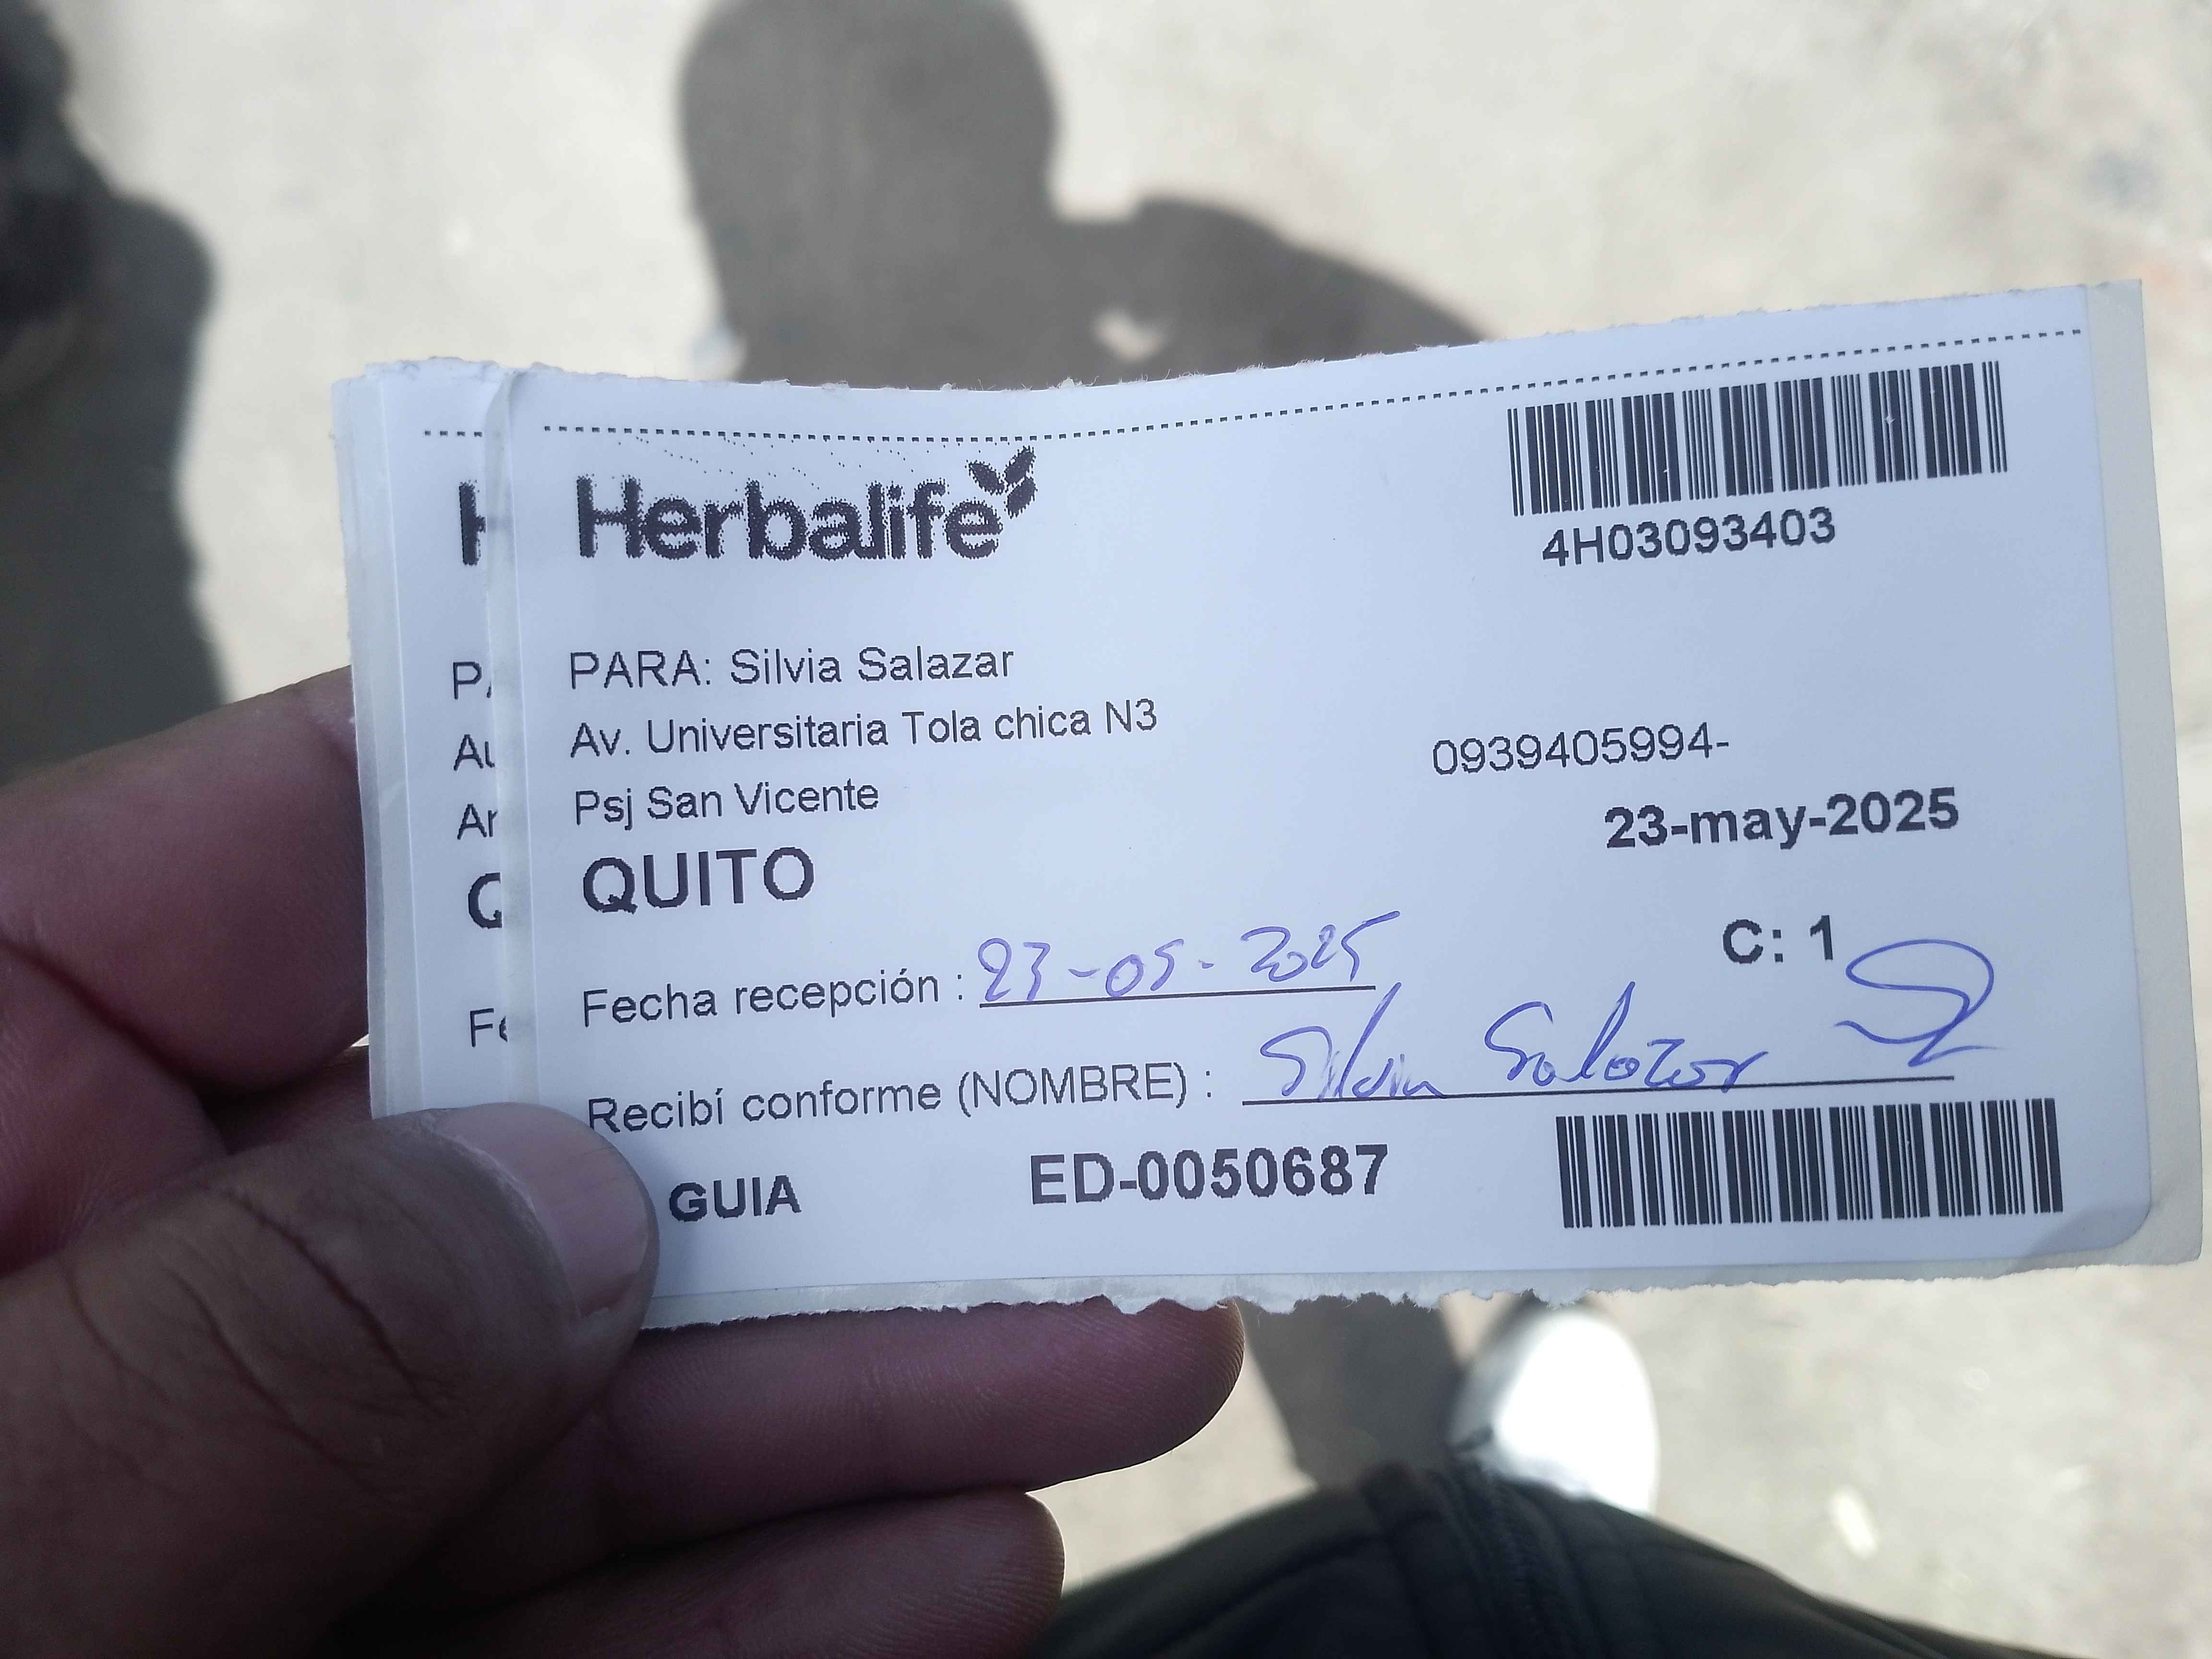 Herbalife
4H03093403
PARA: Silvia Salazar
Av. Universitaria Tola chica N3
0939405994-
Psj San Vicente
23-may-2025
QUITO
C: 1
Fecha recepción : 23-05-2025
Recibí conforme (NOMBRE) : Silvia Salazar
GUIA ED-0050687